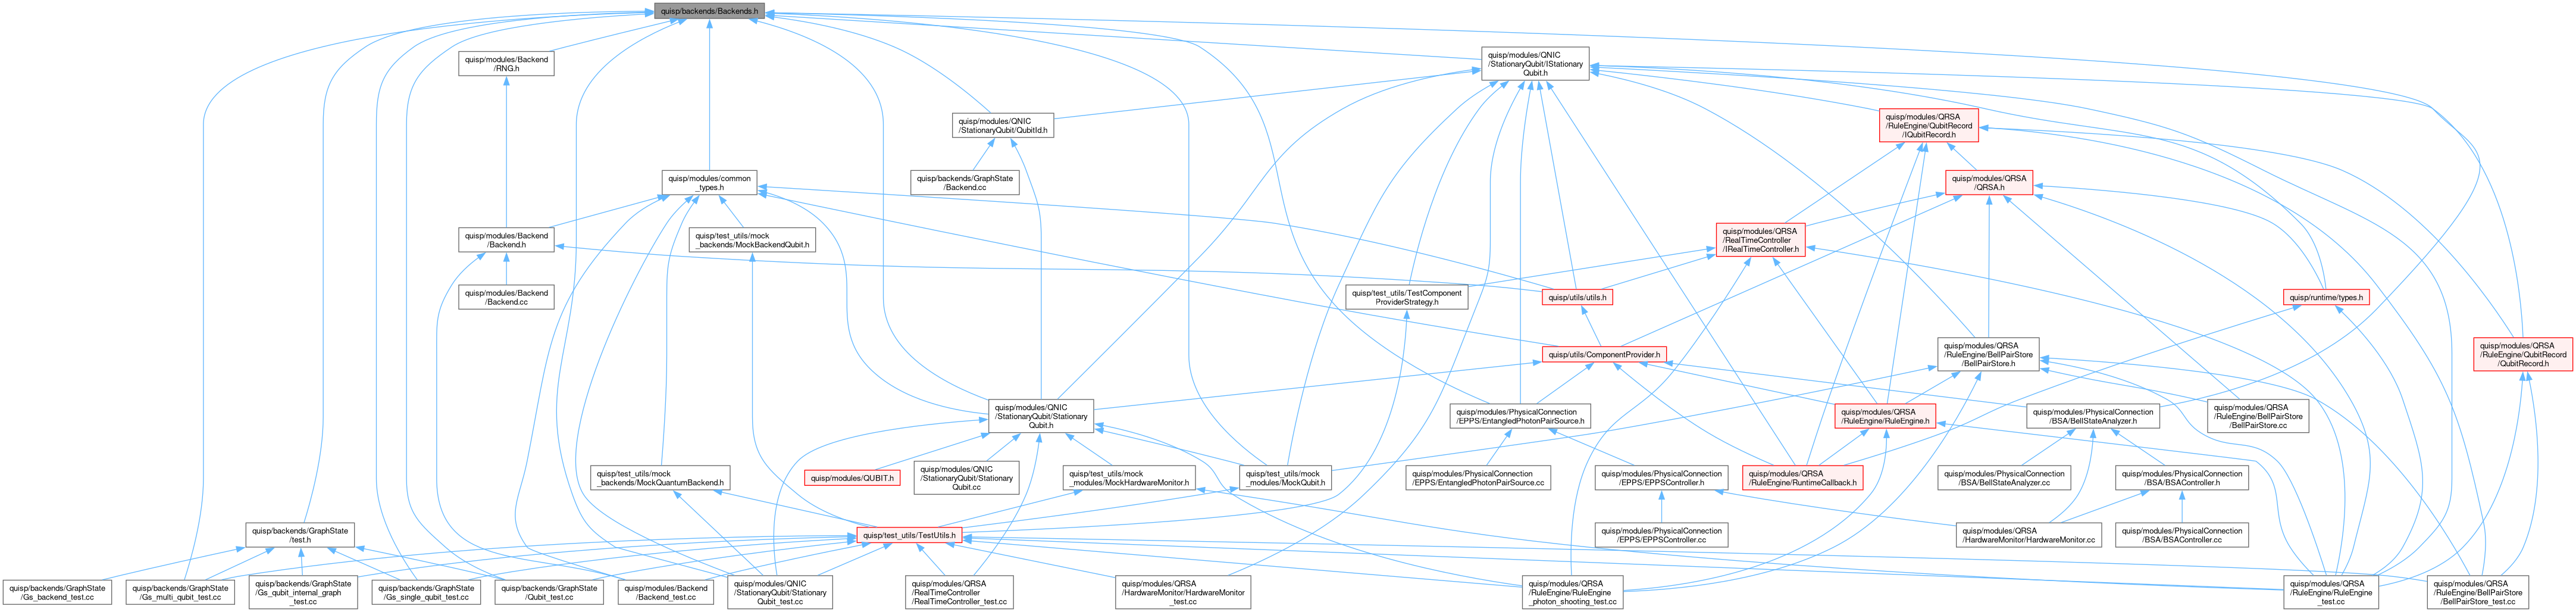 quisp/backends/Backends.h
quisp/modules/Backend
/RNG.h
quisp/modules/QNIC
/StationaryQubit/IStationary
Qubit.h
quisp/modules/QNIC
/StationaryQubit/QubitId.h
quisp/modules/QRSA
/RuleEngine/QubitRecord
/IQubitRecord.h
quisp/modules/common
_types.h
quisp/backends/GraphState
/Backend.cc
quisp/modules/QRSA
/QRSA.h
quisp/modules/Backend
/Backend.h
quisp/test_utils/mock
_backends/MockBackendQubit.h
quisp/modules/QRSA
/RealTimeController
/IRealTimeController.h
quisp/modules/Backend
/Backend.cc
quisp/test_utils/TestComponent
ProviderStrategy.h
quisp/utils/utils.h
quisp/runtime/types.h
quisp/utils/ComponentProvider.h
quisp/modules/QRSA
/RuleEngine/BellPairStore
/BellPairStore.h
quisp/modules/QRSA
/RuleEngine/QubitRecord
/QubitRecord.h
quisp/modules/QNIC
/StationaryQubit/Stationary
Qubit.h
quisp/modules/PhysicalConnection
/EPPS/EntangledPhotonPairSource.h
quisp/modules/QRSA
/RuleEngine/RuleEngine.h
quisp/modules/PhysicalConnection
/BSA/BellStateAnalyzer.h
quisp/modules/QRSA
/RuleEngine/BellPairStore
/BellPairStore.cc
quisp/test_utils/mock
_backends/MockQuantumBackend.h
quisp/modules/QUBIT.h
quisp/modules/QNIC
/StationaryQubit/Stationary
Qubit.cc
quisp/test_utils/mock
_modules/MockHardwareMonitor.h
quisp/test_utils/mock
_modules/MockQubit.h
quisp/modules/PhysicalConnection
/EPPS/EntangledPhotonPairSource.cc
quisp/modules/PhysicalConnection
/EPPS/EPPSController.h
quisp/modules/QRSA
/RuleEngine/RuntimeCallback.h
quisp/modules/PhysicalConnection
/BSA/BellStateAnalyzer.cc
quisp/modules/PhysicalConnection
/BSA/BSAController.h
quisp/backends/GraphState
/test.h
quisp/test_utils/TestUtils.h
quisp/modules/PhysicalConnection
/EPPS/EPPSController.cc
quisp/modules/QRSA
/HardwareMonitor/HardwareMonitor.cc
quisp/modules/PhysicalConnection
/BSA/BSAController.cc
quisp/backends/GraphState
/Gs_backend_test.cc
quisp/backends/GraphState
/Gs_multi_qubit_test.cc
quisp/backends/GraphState
/Gs_qubit_internal_graph
_test.cc
quisp/backends/GraphState
/Gs_single_qubit_test.cc
quisp/backends/GraphState
/Qubit_test.cc
quisp/modules/Backend
/Backend_test.cc
quisp/modules/QNIC
/StationaryQubit/Stationary
Qubit_test.cc
quisp/modules/QRSA
/RealTimeController
/RealTimeController_test.cc
quisp/modules/QRSA
/HardwareMonitor/HardwareMonitor
_test.cc
quisp/modules/QRSA
/RuleEngine/RuleEngine
_photon_shooting_test.cc
quisp/modules/QRSA
/RuleEngine/RuleEngine
_test.cc
quisp/modules/QRSA
/RuleEngine/BellPairStore
/BellPairStore_test.cc